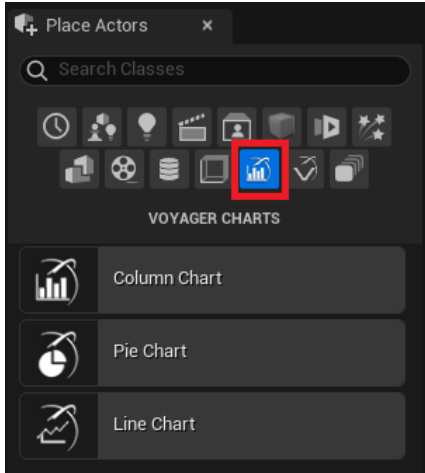 Place Actors
Search Classes
VOYAGER CHARTS
Column Chart
Pie Chart
Line Chart